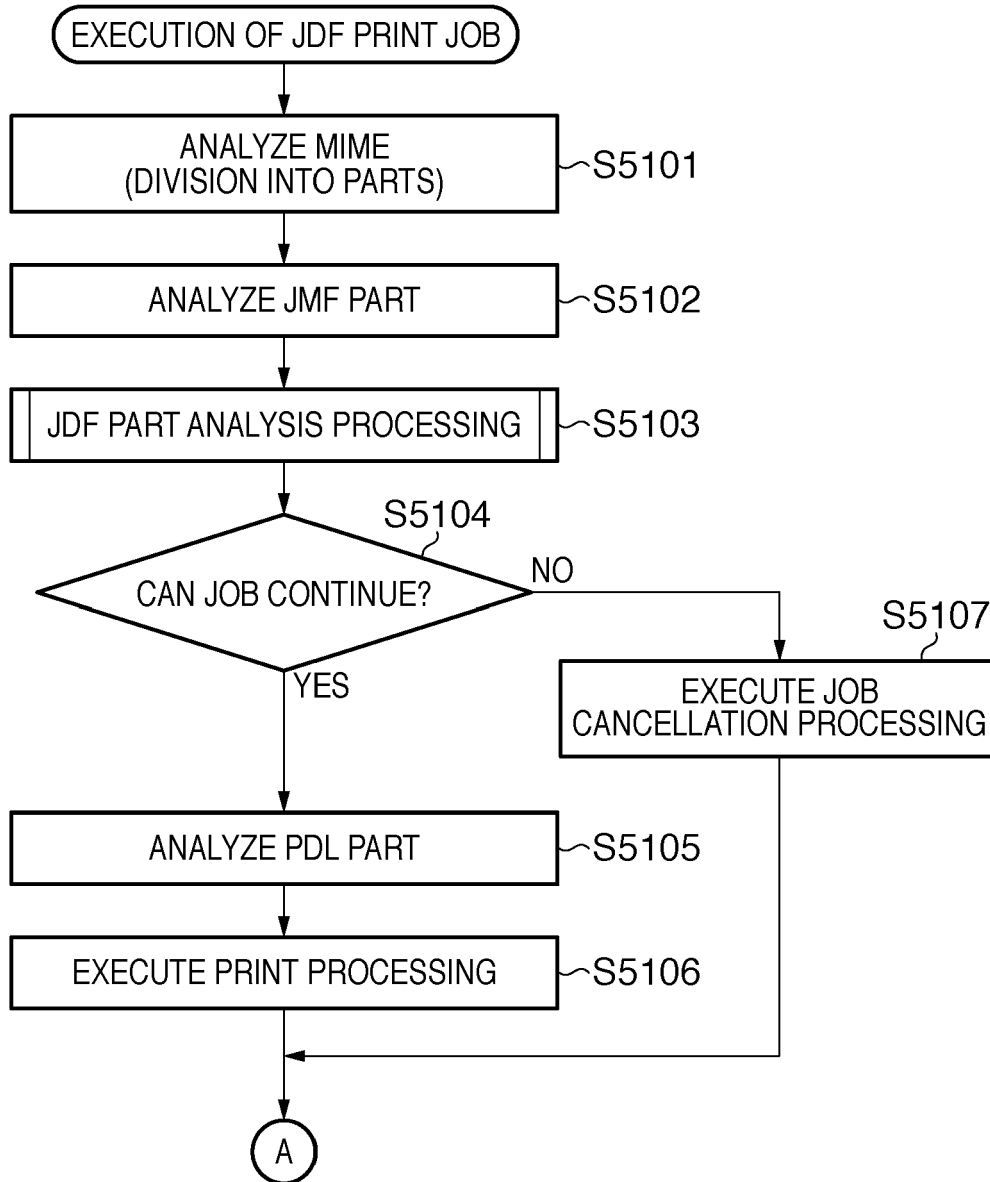 EXECUTION OF JDF PRINT JOB
ANALYZE MIME
(DIVISION INTO PARTS)
S5101
ANALYZE JMF PART
S5102
JDF PART ANALYSIS PROCESSING
S5103
S5104
CAN JOB CONTINUE?
NO
YES
S5107
EXECUTE JOB
CANCELLATION PROCESSING
ANALYZE PDL PART
S5105
EXECUTE PRINT PROCESSING
S5106
A